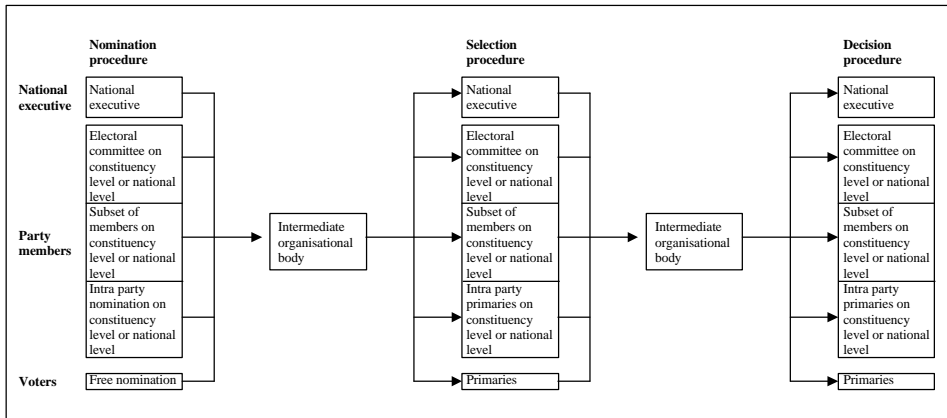 Nomination
procedure
Selection
procedure
Decision
procedure
National
executive
National
executive
National
executive
National
executive
Electoral
committee on
constituency
level or national
level
Electoral
committee on
constituency
level or national
level
Electoral
committee on
constituency
level or national
level
Party
members
Subset of
members on
constituency
level or national
level
Intermediate
organisational
body
Subset of
members on
constituency
level or national
level
Intermediate
organisational
body
Subset of
members on
constituency
level or national
level
Intra party
nomination on
constituency
level or national
level
Intra party
primaries on
constituency
level or national
level
Intra party
primaries on
constituency
level or national
level
Voters
Free nomination
Primaries
Primaries